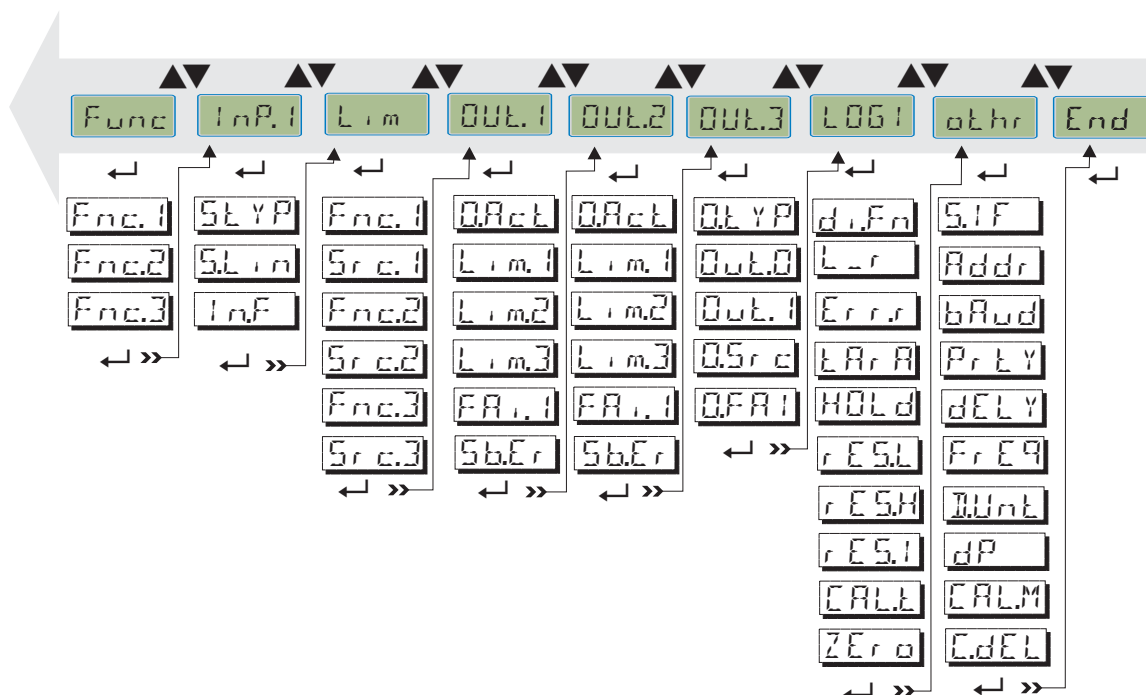 Func InP.1 Lim OUt.1 OUt.2 OUt.3 LOGI othr End
Fnc.1
Fnc.2
Fnc.3
StYP
S.Lin
In.F
Fnc.1
Src.1
Fnc.2
Src.2
Fnc.3
Src.3
O.Act
Lim.1
Lim.2
Lim.3
FAi.1
Sb.Er
O.Act
Lim.1
Lim.2
Lim.3
FAi.1
Sb.Er
O.tYP
Out.0
Out.1
O.Src
O.FAI
di.Fn
L_r
Err.r
tArA
HOLd
rES.L
rES.H
rES.I
CAL.t
ZEro
S.IF
Addr
bAud
PrtY
dELY
FrEq
D.Unt
dP
CAL.M
C.dEL